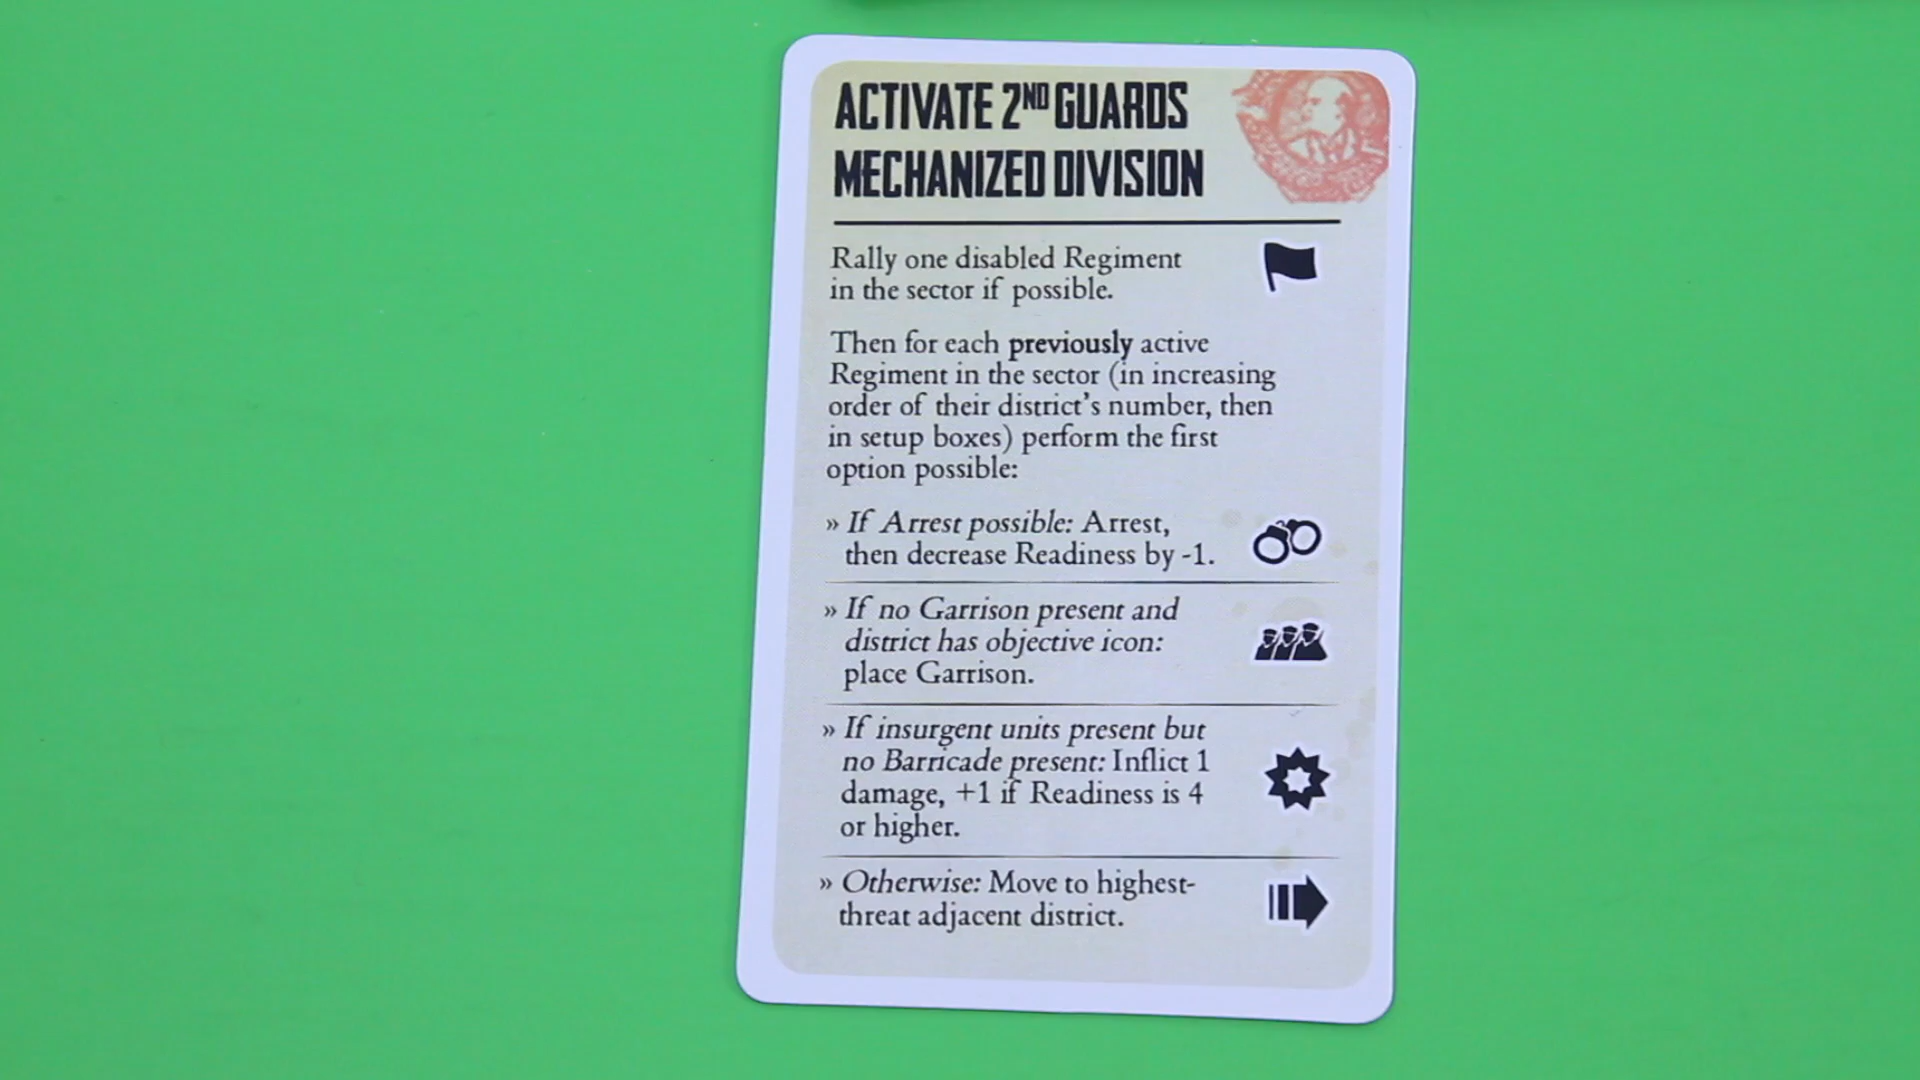 ACTIVATE 2ND GUARDS
MECHANIZED DIVISION
Rally one disabled Regiment
in the sector if possible.
Then for each previously active
Regiment in the sector (in increasing
order of their district's number, then
in setup boxes) perform the first
option possible:
» If Arrest possible: Arrest,
then decrease Readiness by -1.
» If no Garrison present and
district has objective icon:
place Garrison.
» If insurgent units present but
no Barricade present: Inflict 1
damage, +1 if Readiness is 4
or higher.
» Otherwise: Move to highest-
threat adjacent district.